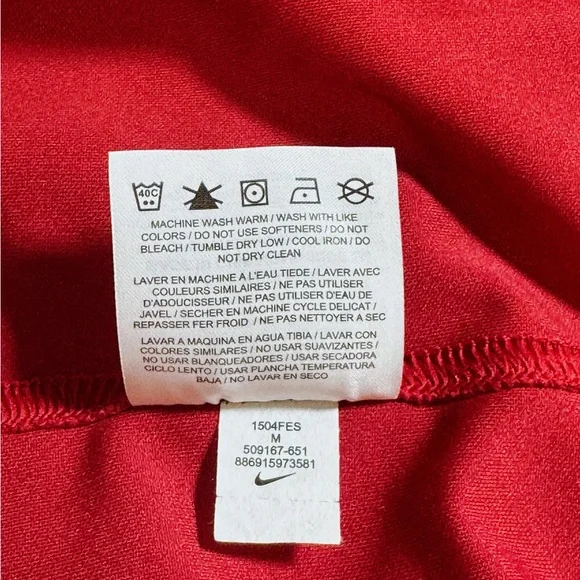 40C
MACHINE WASH WARM / WASH WITH LIKE
COLORS / DO NOT USE SOFTENERS / DO NOT
BLEACH / TUMBLE DRY LOW / COOL IRON / DO
NOT DRY CLEAN
LAVER EN MACHINE A L'EAU TIEDE / LAVER AVEC
COULEURS SIMILAIRES / NE PAS UTILISER
D'ADOUCISSEUR / NE PAS UTILISER D'EAU DE
JAVEL / SECHER EN MACHINE CYCLE DELICAT /
REPASSER FER FROID / NE PAS NETTOYER A SEC
LAVAR A MAQUINA EN AGUA TIBIA / LAVAR CON
COLORES SIMILARES / NO USAR SUAVIZANTES /
NO USAR BLANQUEADORES / USAR SECADORA
CICLO LENTO / USAR PLANCHA TEMPERATURA
BAJA / NO LAVAR EN SECO
1504FES
M
509167-651
886915973581